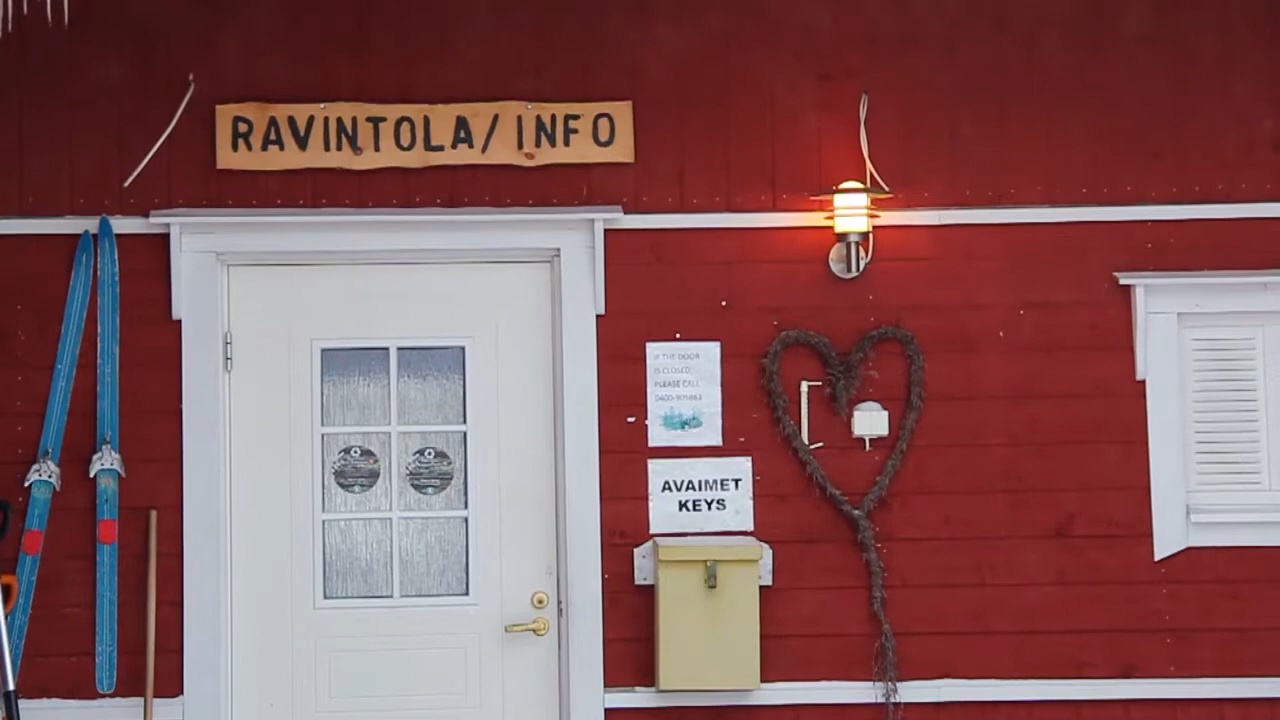 RAVINTOLA/INFO
IF THE DOOR
IS CLOSED,
PLEASE CALL
AVAIMET
KEYS